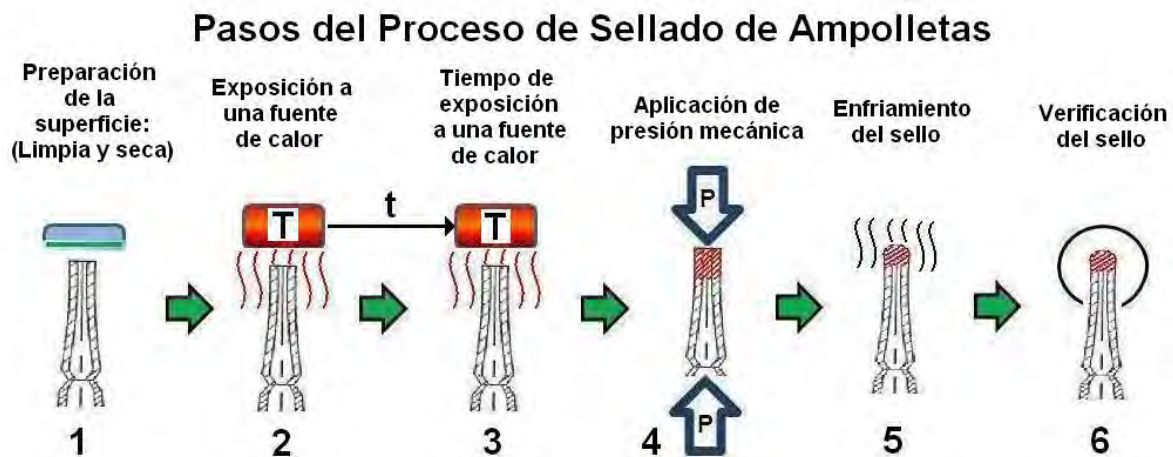 Pasos del Proceso de Sellado de Ampolletas
Preparación
de la
superficie:
(Limpia y seca)
Exposición a
una fuente
de calor
Tiempo de
exposición
a una fuente
de calor
Aplicación de
presión mecánica
Enfriamiento
del sello
Verificación
del sello
T
t
T
P
P
1
2
3
4
5
6